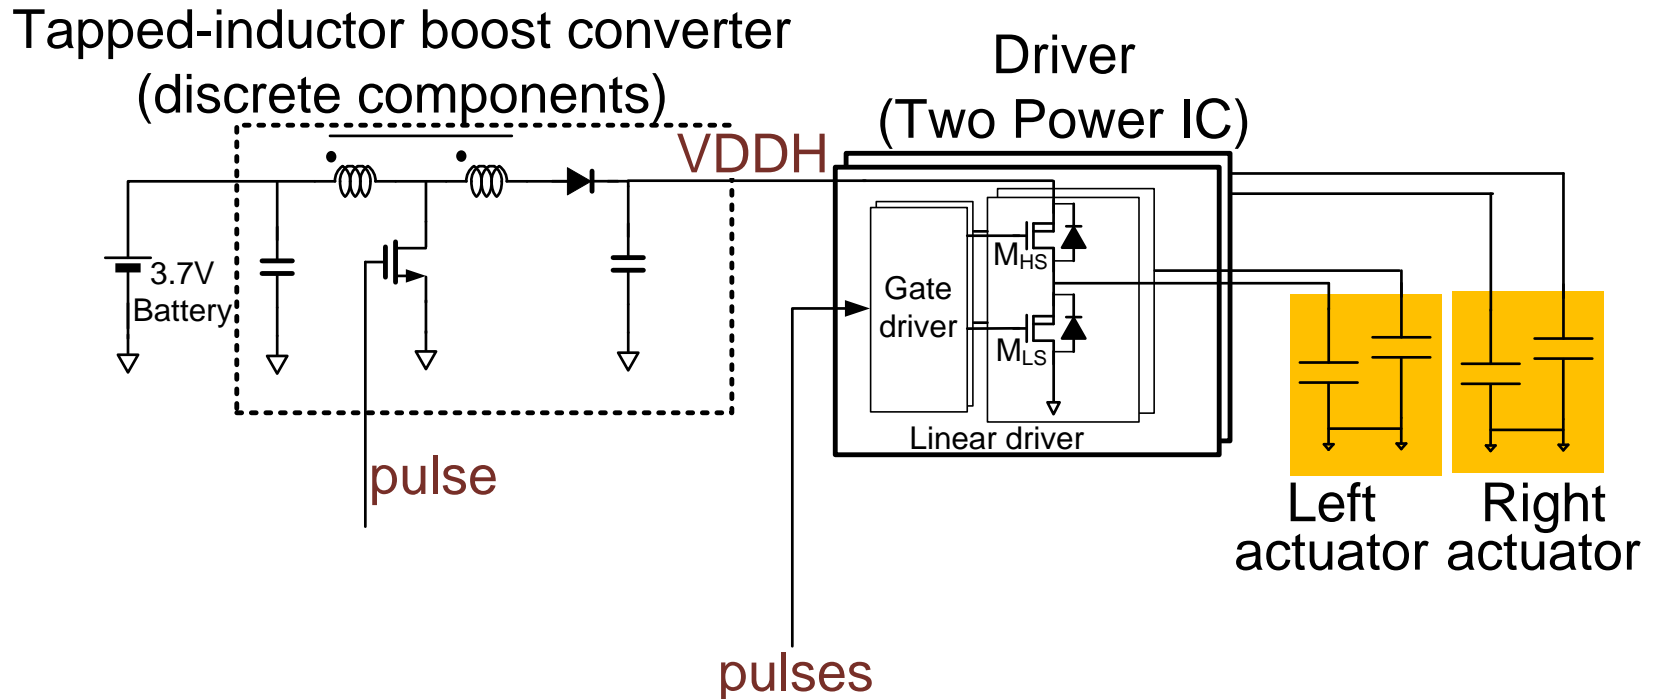 Tapped-inductor boost converter
(discrete components)
Driver
(Two Power IC)
VDDH
3.7V
Battery
Gate
driver
MHS
MLS
Linear driver
pulse
pulses
Left
actuator
Right
actuator